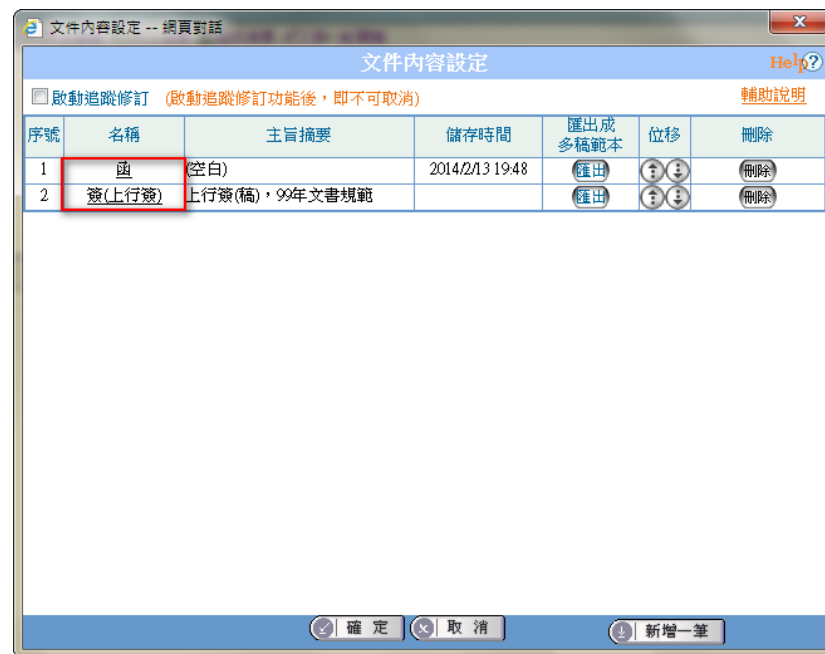 文件內容設定 -- 網頁對話
文件內容設定
Help?
啟動追蹤修訂 (啟動追蹤修訂功能後，即不可取消) 輔助說明
序號 名稱 主旨摘要 儲存時間 匯出成多稿範本 位移 刪除
1 函 (空白) 2014/2/13 19:48 匯出 刪除
2 簽(上行簽) 上行簽(稿)，99年文書規範 匯出 刪除
確 定 取 消 新增一筆